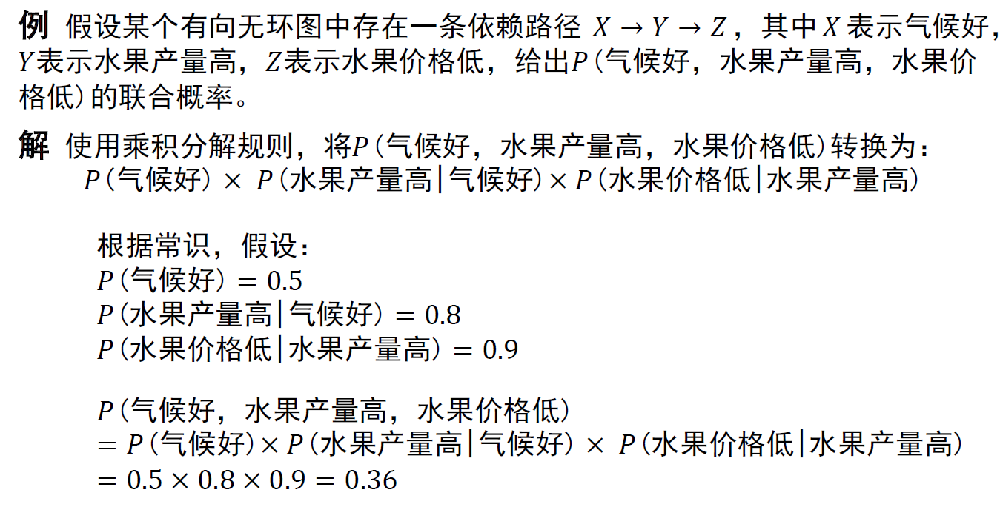 例 假设某个有向无环图中存在一条依赖路径 X → Y → Z，其中X 表示气候好，
Y表示水果产量高，Z表示水果价格低，给出P(气候好，水果产量高，水果价
格低)的联合概率。
解 使用乘积分解规则，将P(气候好，水果产量高，水果价格低)转换为：
P(气候好) × P(水果产量高|气候好)× P(水果价格低|水果产量高)
根据常识，假设：
P(气候好) = 0.5
P(水果产量高|气候好) = 0.8
P(水果价格低|水果产量高) = 0.9
P(气候好，水果产量高，水果价格低)
= P(气候好)× P(水果产量高|气候好) × P(水果价格低|水果产量高)
= 0.5 × 0.8 × 0.9 = 0.36